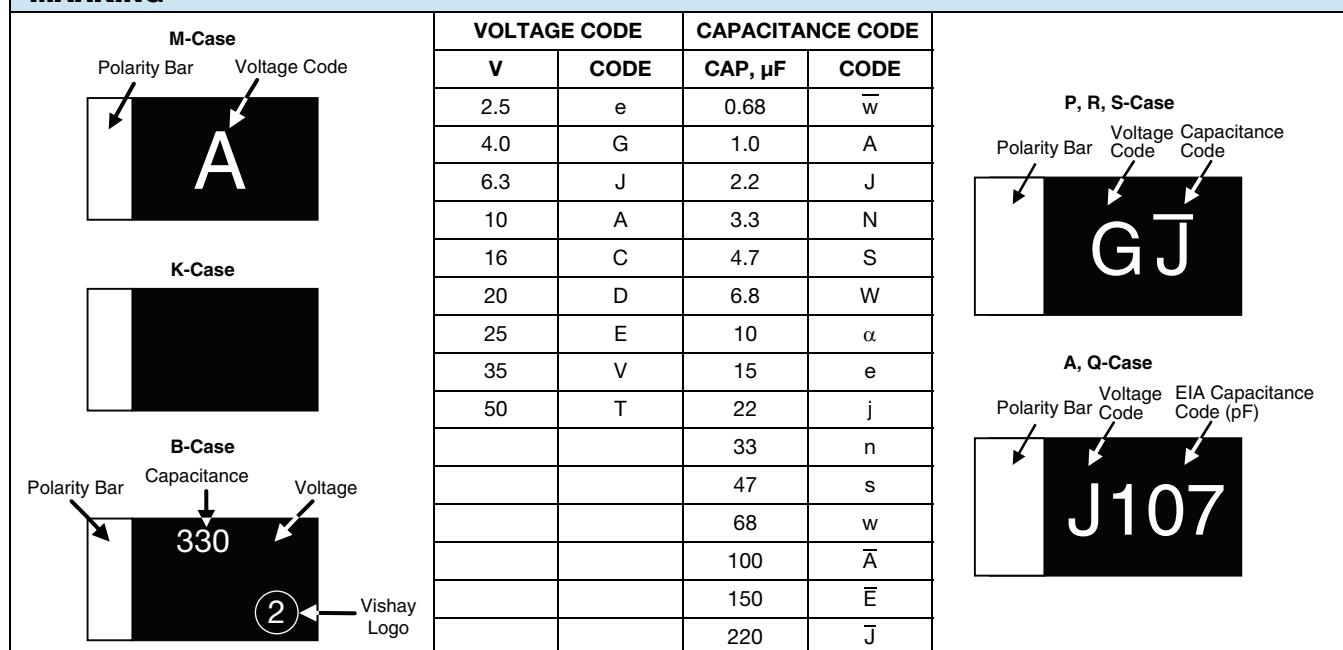 M-Case
Polarity Bar Voltage Code
A
K-Case
B-Case
Polarity Bar Capacitance Voltage
330
2
Vishay
Logo
VOLTAGE CODE CAPACITANCE CODE
V CODE CAP, µF CODE
2.5 e 0.68 w̅
4.0 G 1.0 A
6.3 J 2.2 J
10 A 3.3 N
16 C 4.7 S
20 D 6.8 W
25 E 10 α
35 V 15 e
50 T 22 j
33 n
47 s
68 w
100 A̅
150 E̅
220 J̅
P, R, S-Case
Polarity Bar Voltage Code Capacitance Code
GJ̅
A, Q-Case
Polarity Bar Voltage Code EIA Capacitance Code (pF)
J107